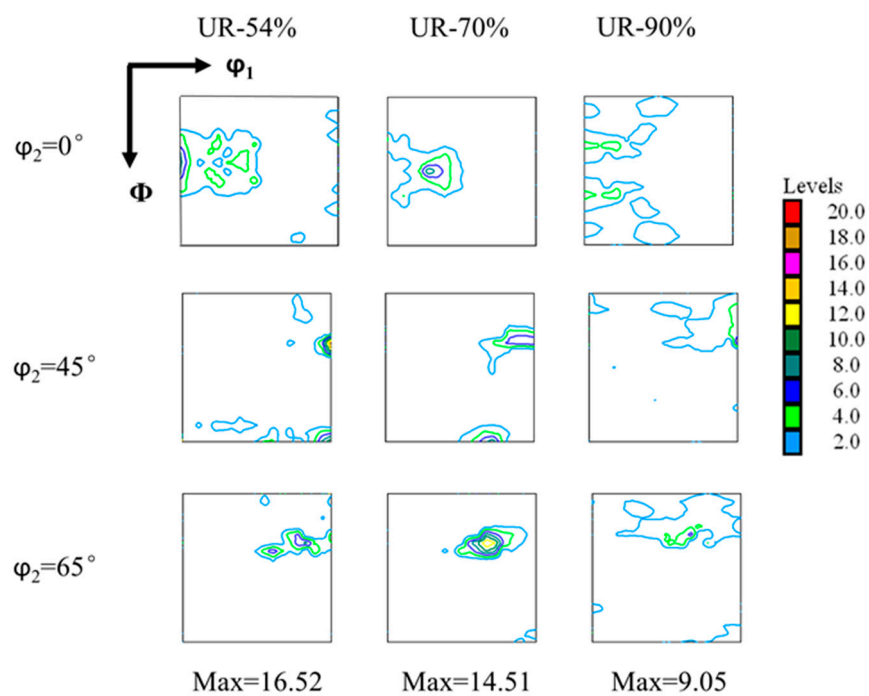 UR-54% UR-70% UR-90%
φ₁
φ₂=0°
Φ
Levels
20.0
18.0
16.0
14.0
12.0
10.0
8.0
6.0
4.0
2.0
φ₂=45°
φ₂=65°
Max=16.52 Max=14.51 Max=9.05